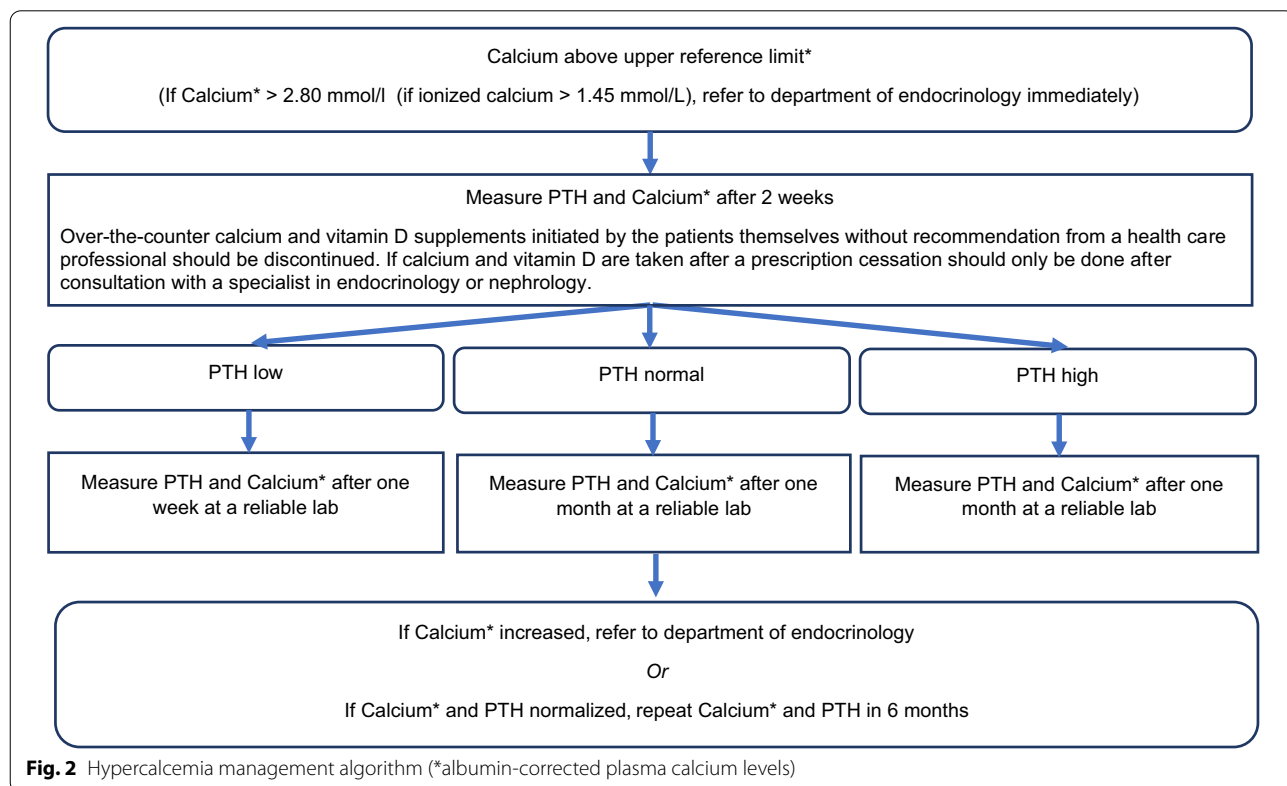 Calcium above upper reference limit*
(If Calcium* > 2.80 mmol/l  (if ionized calcium > 1.45 mmol/L), refer to department of endocrinology immediately)
Measure PTH and Calcium* after 2 weeks
Over-the-counter calcium and vitamin D supplements initiated by the patients themselves without recommendation from a health care
professional should be discontinued. If calcium and vitamin D are taken after a prescription cessation should only be done after
consultation with a specialist in endocrinology or nephrology.
PTH low
PTH normal
PTH high
Measure PTH and Calcium* after one
week at a reliable lab
Measure PTH and Calcium* after one
month at a reliable lab
Measure PTH and Calcium* after one
month at a reliable lab
If Calcium* increased, refer to department of endocrinology
Or
If Calcium* and PTH normalized, repeat Calcium* and PTH in 6 months
Fig. 2 Hypercalcemia management algorithm (*albumin-corrected plasma calcium levels)